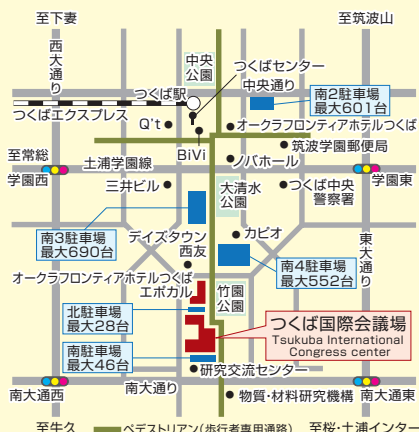 至下妻
至筑波山
西大通り
中央
公園
つくばセンター
中央通り
つくば駅
つくばエクスプレス
南2駐車場
最大601台
Q't
オークラフロンティアホテルつくば
BiVi
筑波学園郵便局
至常総
土浦学園線
ノバホール
学園西
学園東
三井ビル
大清水
公園
つくば中央
警察署
南3駐車場
最大690台
デイズタウン
西友
カピオ
東大通り
南4駐車場
最大552台
オークラフロンティアホテルつくば
エポカル
竹園
公園
北駐車場
最大28台
つくば国際会議場
Tsukuba International
Congress center
南駐車場
最大46台
研究交流センター
南大通西
南大通り
南大通東
物質・材料研究機構
至牛久
ペデストリアン(歩行者専用通路)
至桜・土浦インター